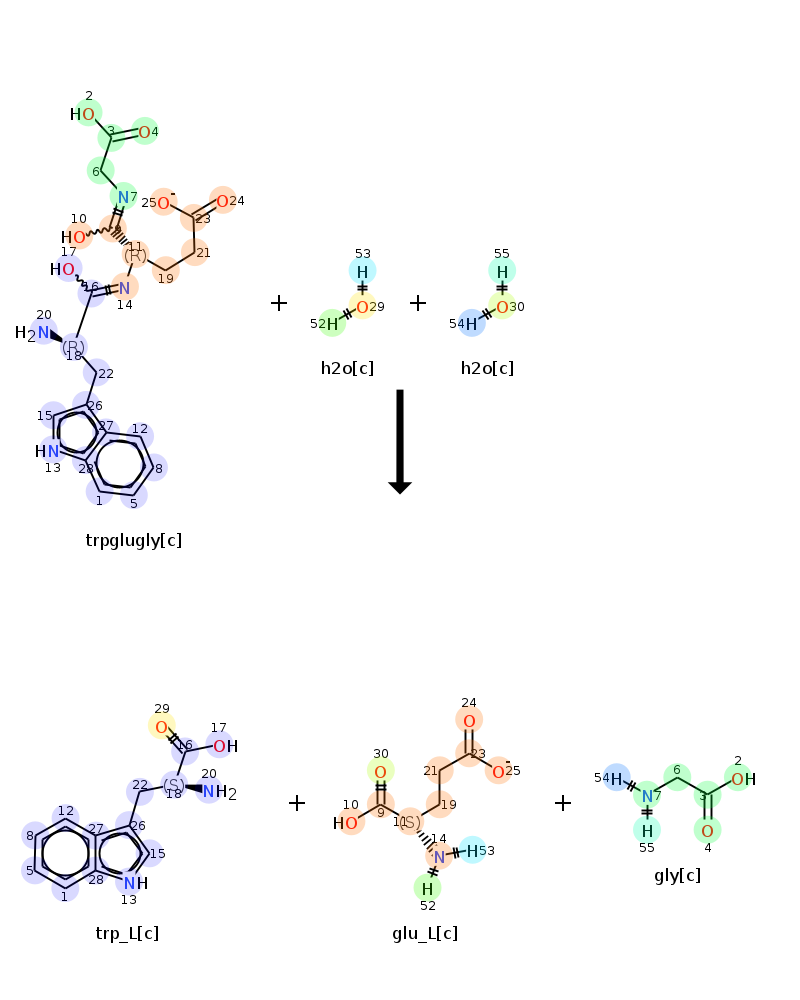 2
HO
3
O4
6
N7
10
25O-
O24
23
HO
11
(R)
21
17
HO
19
16
N
14
20
H2N
(R)
18
22
15
26
27
12
HN
13
28
8
1
5
trpglugly[c]
+
53
H
O29
52H
h2o[c]
+
55
H
O30
54H
h2o[c]
29
O
16
17
OH
20
22
(S)
18
NH2
12
26
8
27
15
5
28
NH
1
13
trp_L[c]
+
24
O
30
O
21
23
O-25
10
HO
9
19
11(S)
14
N
H53
H
52
glu_L[c]
+
54H
6
2
OH
N7
3
H
55
O
4
gly[c]